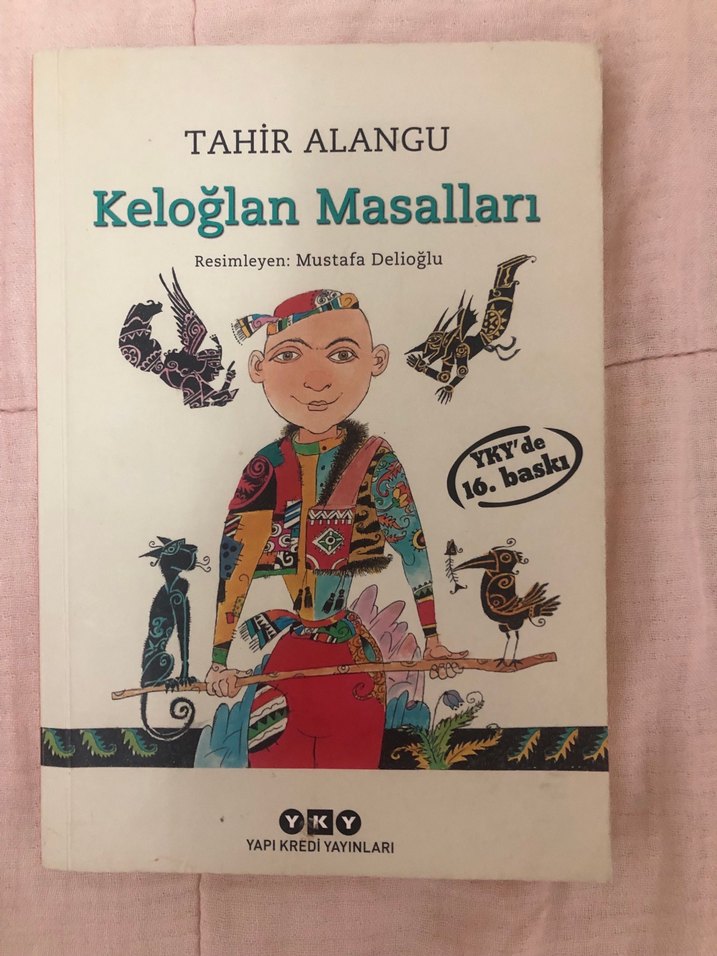 TAHİR ALANGU
Keloğlan Masalları
Resimleyen: Mustafa Delioğlu
YKY'de
16. baskı
YKY
YAPI KREDİ YAYINLARI